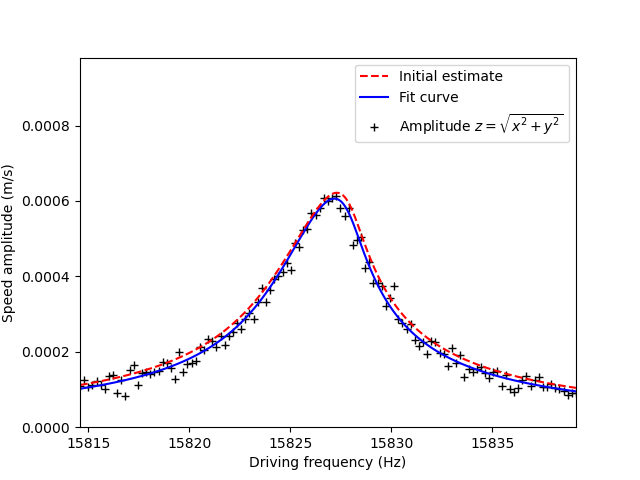 Initial estimate
Fit curve
Amplitude z = √x² + y²
Speed amplitude (m/s)
0.0008
0.0006
0.0004
0.0002
0.0000
15815 15820 15825 15830 15835
Driving frequency (Hz)